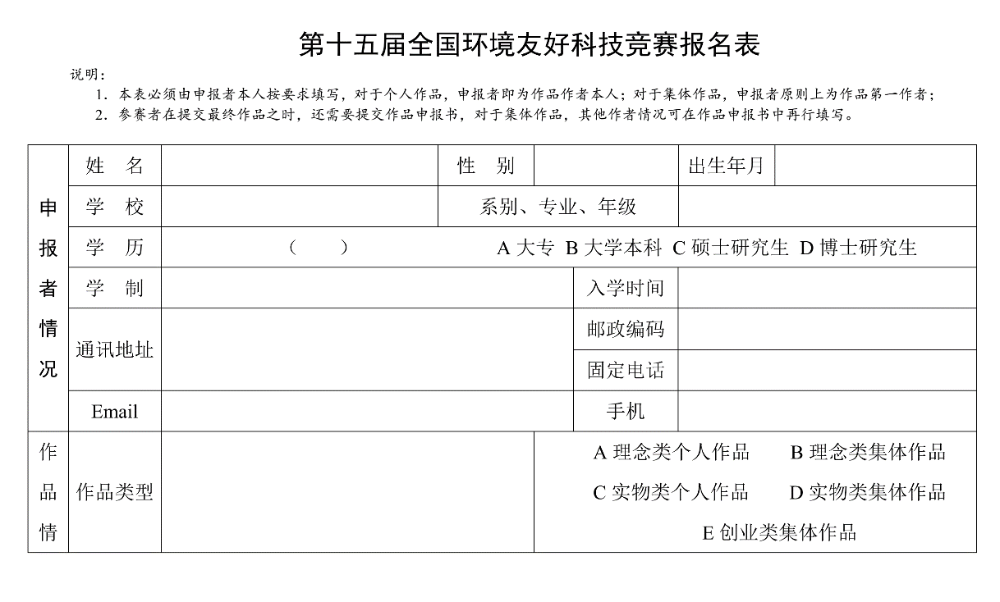 第十五届全国环境友好科技竞赛报名表
说明：
1．本表必须由申报者本人按要求填写，对于个人作品，申报者即为作品作者本人；对于集体作品，申报者原则上为作品第一作者；
2．参赛者在提交最终作品之时，还需要提交作品申报书，对于集体作品，其他作者情况可在作品申报书中再行填写。
申报者情况
姓 名 性 别 出生年月
学 校 系别、专业、年级
学 历 （ ） A 大专 B 大学本科 C 硕士研究生 D 博士研究生
学 制 入学时间
通讯地址 邮政编码
固定电话
Email 手机
作品情
作品类型
A 理念类个人作品 B 理念类集体作品
C 实物类个人作品 D 实物类集体作品
E 创业类集体作品